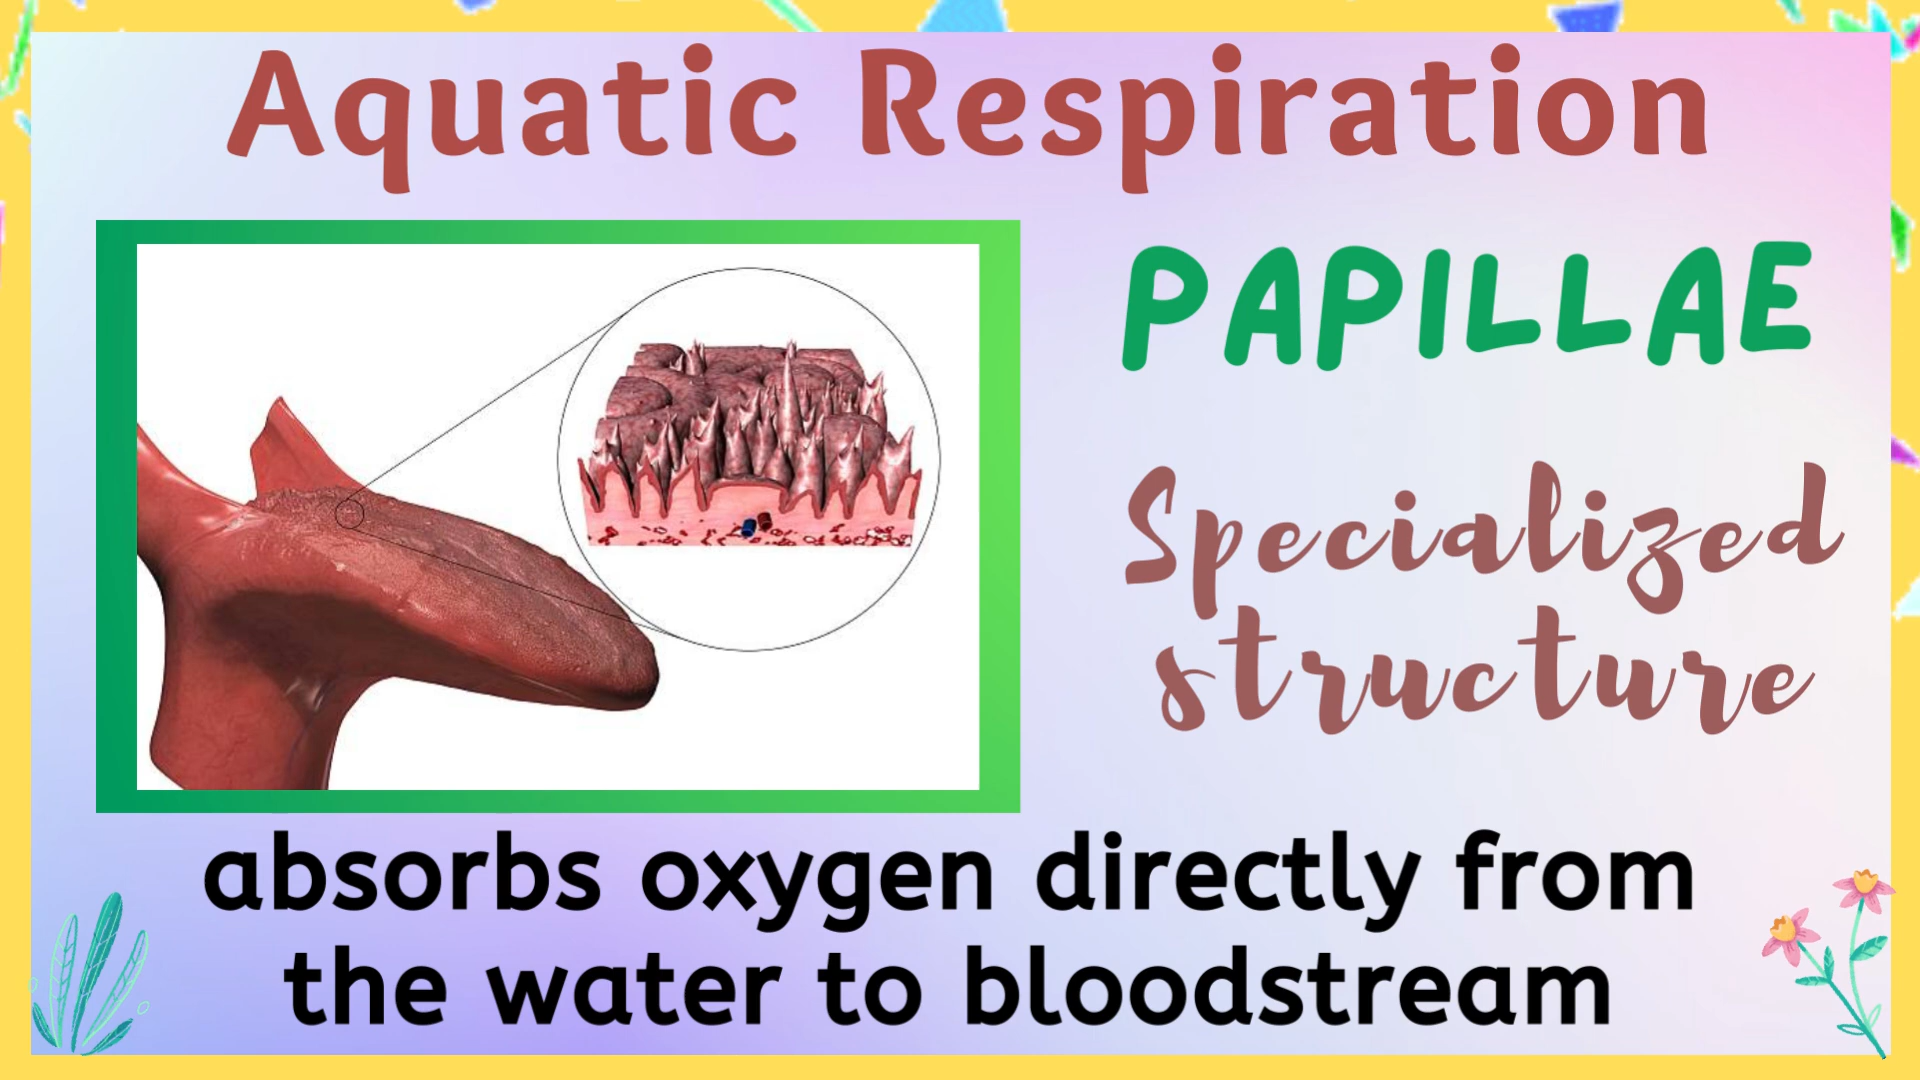 Aquatic Respiration
PAPILLAE
Specialized
structure
absorbs oxygen directly from
the water to bloodstream